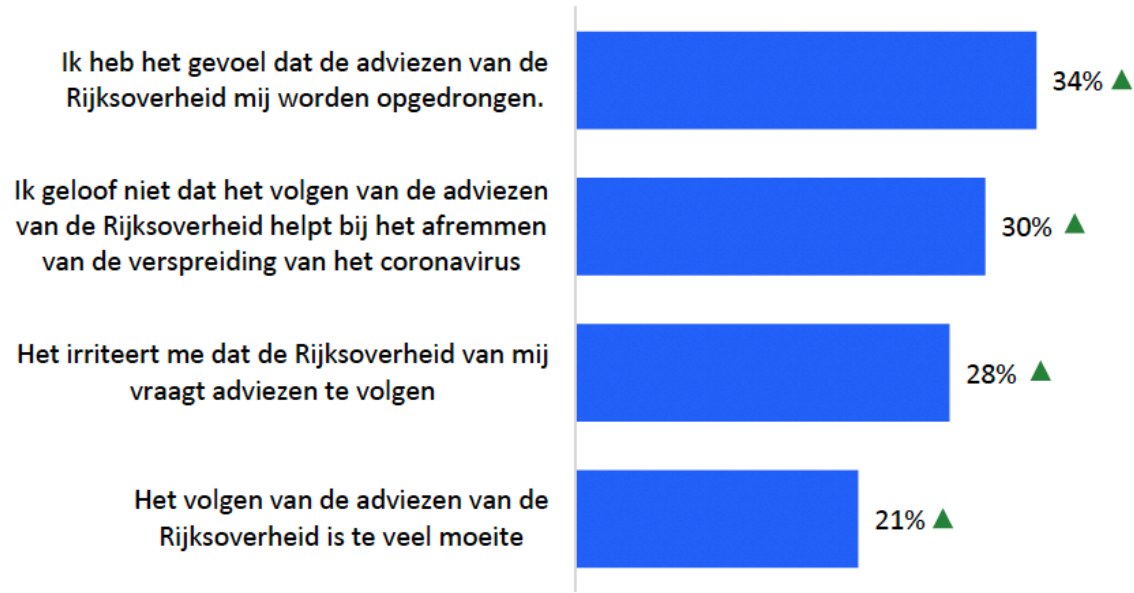 Ik heb het gevoel dat de adviezen van de
Rijksoverheid mij worden opgedrongen.
34%
Ik geloof niet dat het volgen van de adviezen
van de Rijksoverheid helpt bij het afremmen
van de verspreiding van het coronavirus
30%
Het irriteert me dat de Rijksoverheid van mij
vraagt adviezen te volgen
28%
Het volgen van de adviezen van de
Rijksoverheid is te veel moeite
21%